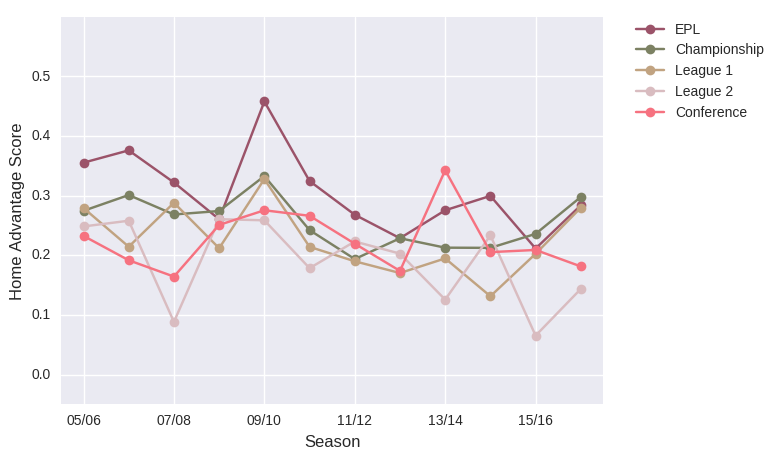 EPL
Championship
League 1
League 2
Conference
Home Advantage Score
0.5
0.4
0.3
0.2
0.1
0.0
05/06 07/08 09/10 11/12 13/14 15/16
Season